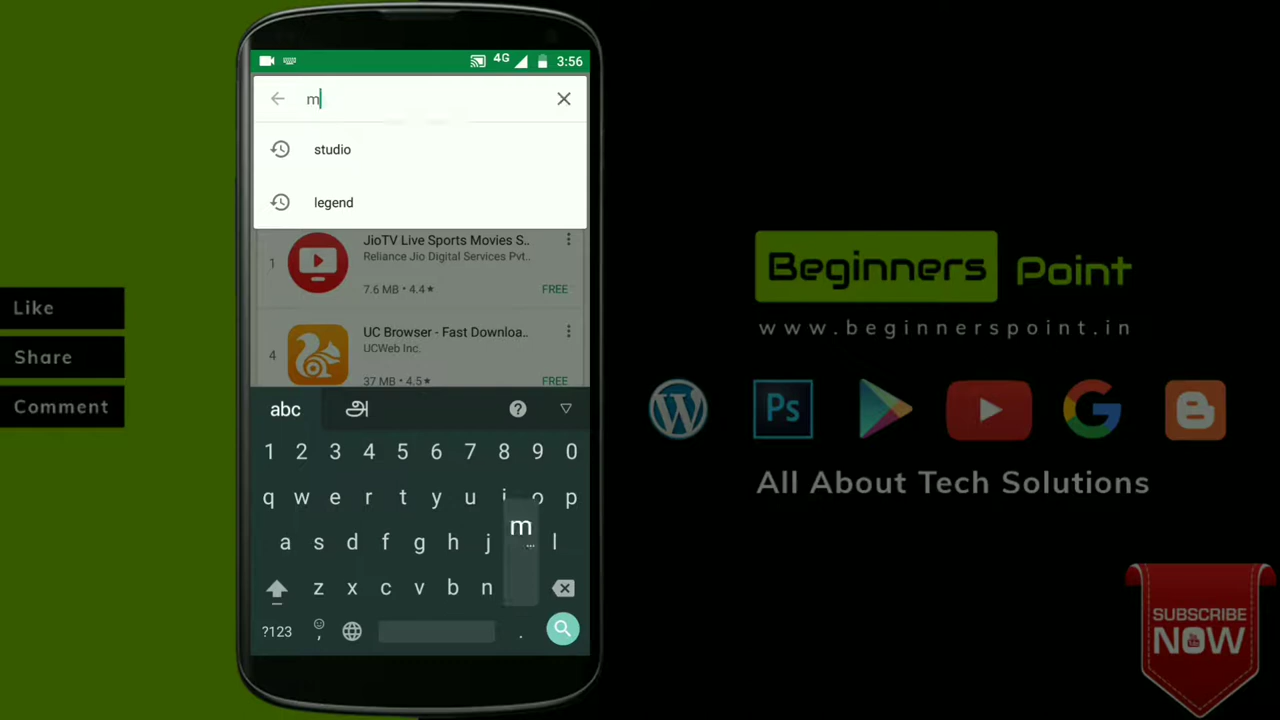 Like
Share
Comment
4G
3:56
m
studio
legend
1
JioTV Live Sports Movies S..
Reliance Jio Digital Services Pvt..
7.6 MB • 4.4★
FREE
4
UC Browser - Fast Downloa..
UCWeb Inc.
37 MB • 4.5★
FREE
abc
அ
?
1 2 3 4 5 6 7 8 9 0
q w e r t y u i o p
a s d f g h j l
m
z x c v b n
?123 , .
Beginners Point
www.beginnerspoint.in
Ps
All About Tech Solutions
SUBSCRIBE
NOW